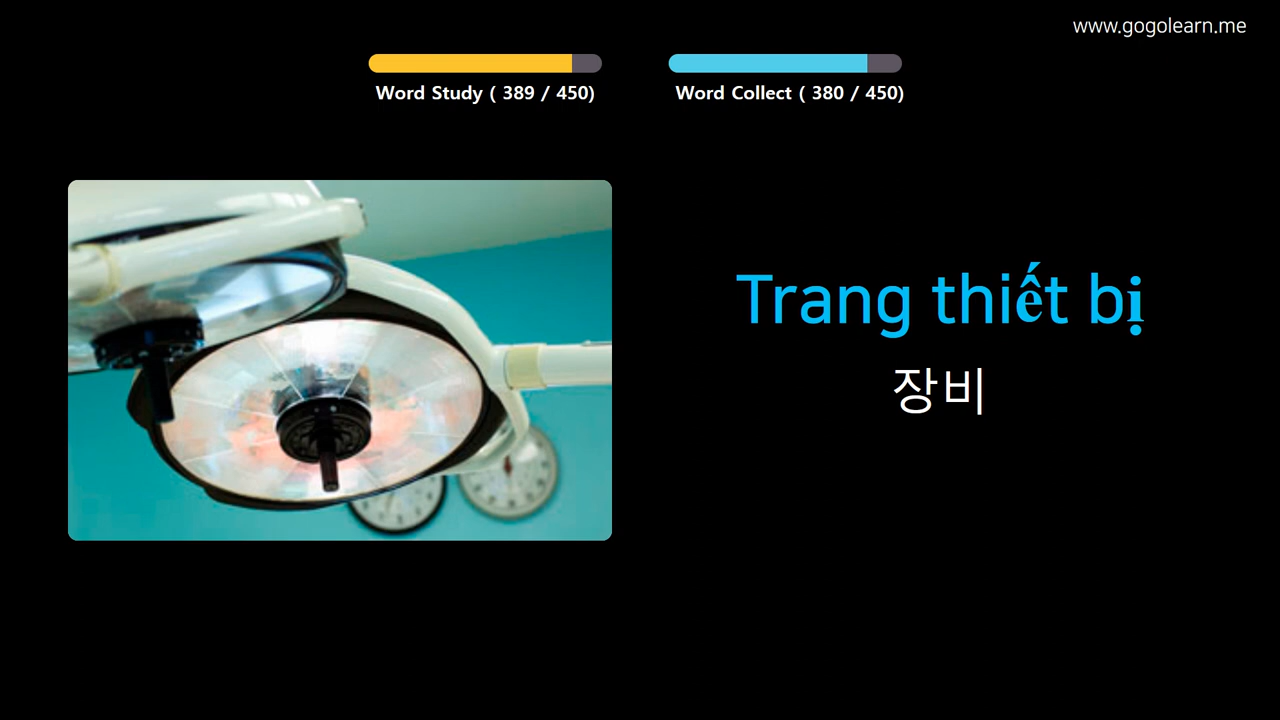 www.gogolearn.me
Word Study ( 389 / 450)
Word Collect ( 380 / 450)
Trang thiết bị
장비